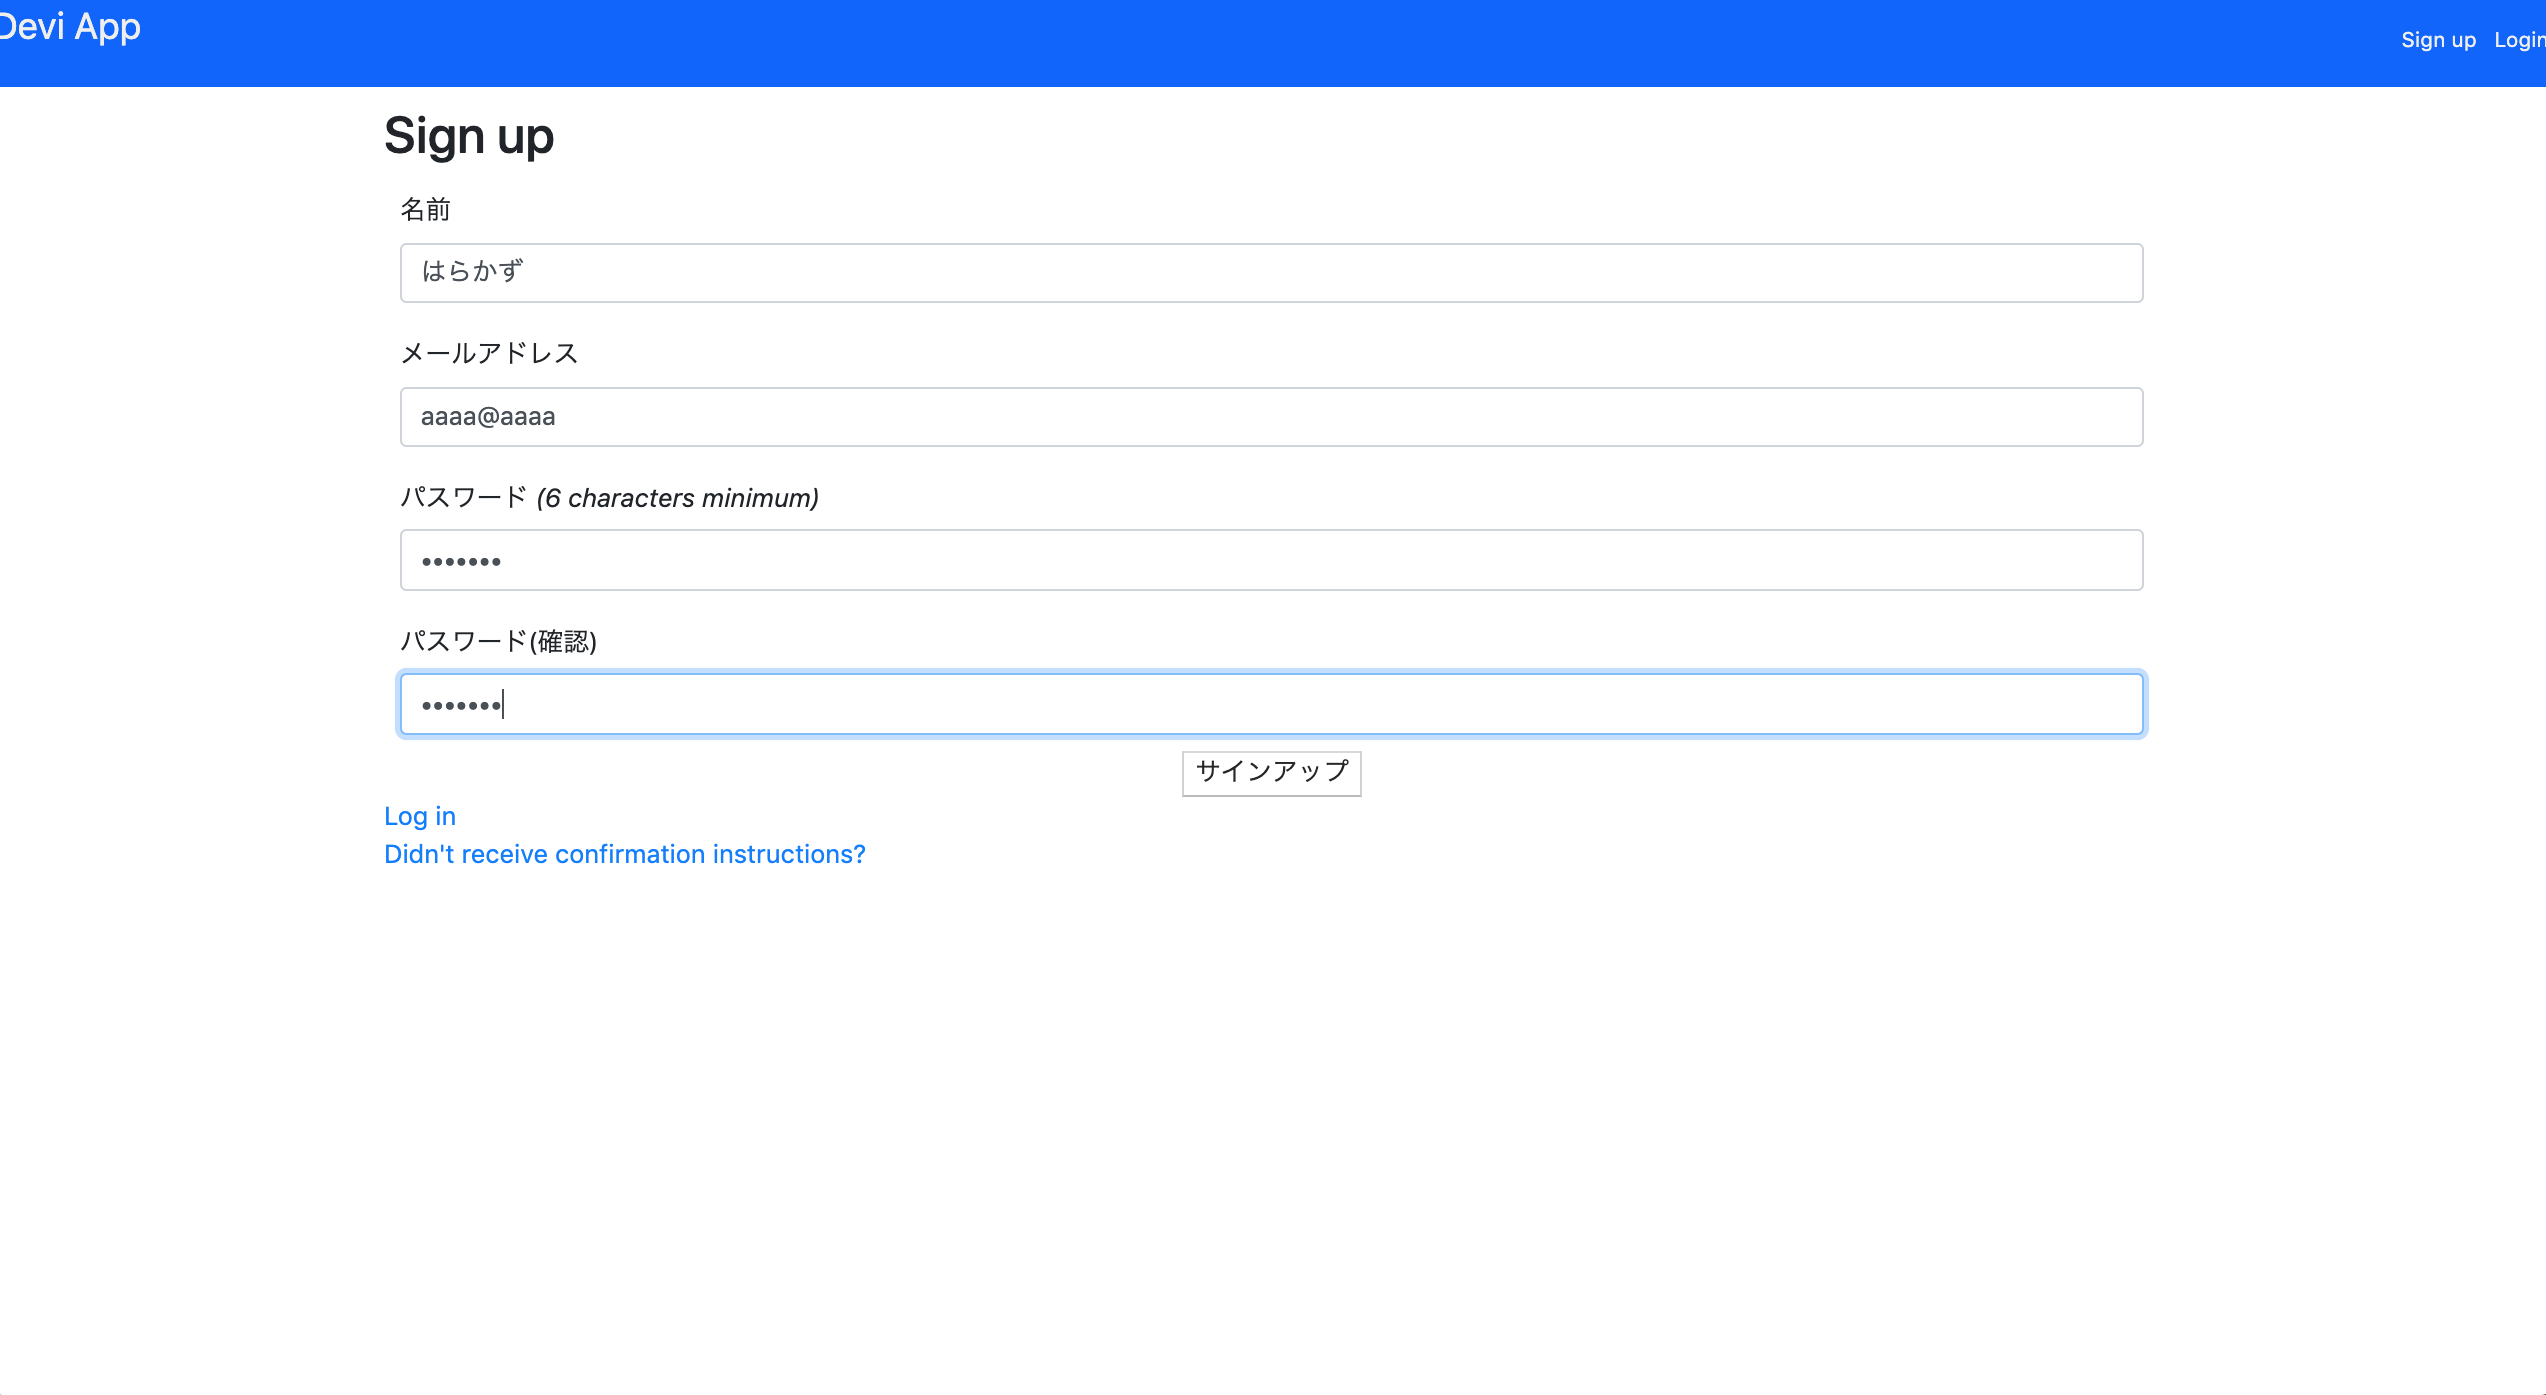 Devi App
Sign up Login
Sign up
名前
はらかず
メールアドレス
aaaa@aaaa
パスワード (6 characters minimum)
•••••••
パスワード(確認)
•••••••
サインアップ
Log in
Didn't receive confirmation instructions?